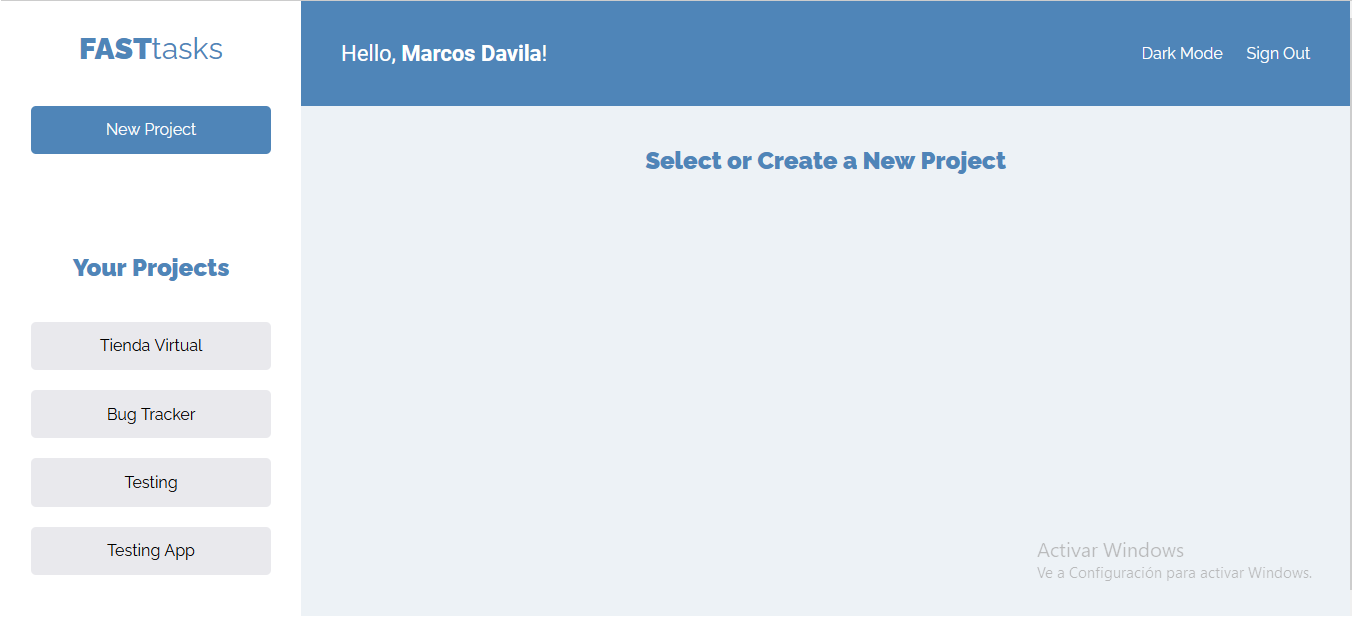 FASTtasks
New Project
Your Projects
Tienda Virtual
Bug Tracker
Testing
Testing App
Hello, Marcos Davila!
Dark Mode
Sign Out
Select or Create a New Project
Activar Windows
Ve a Configuración para activar Windows.